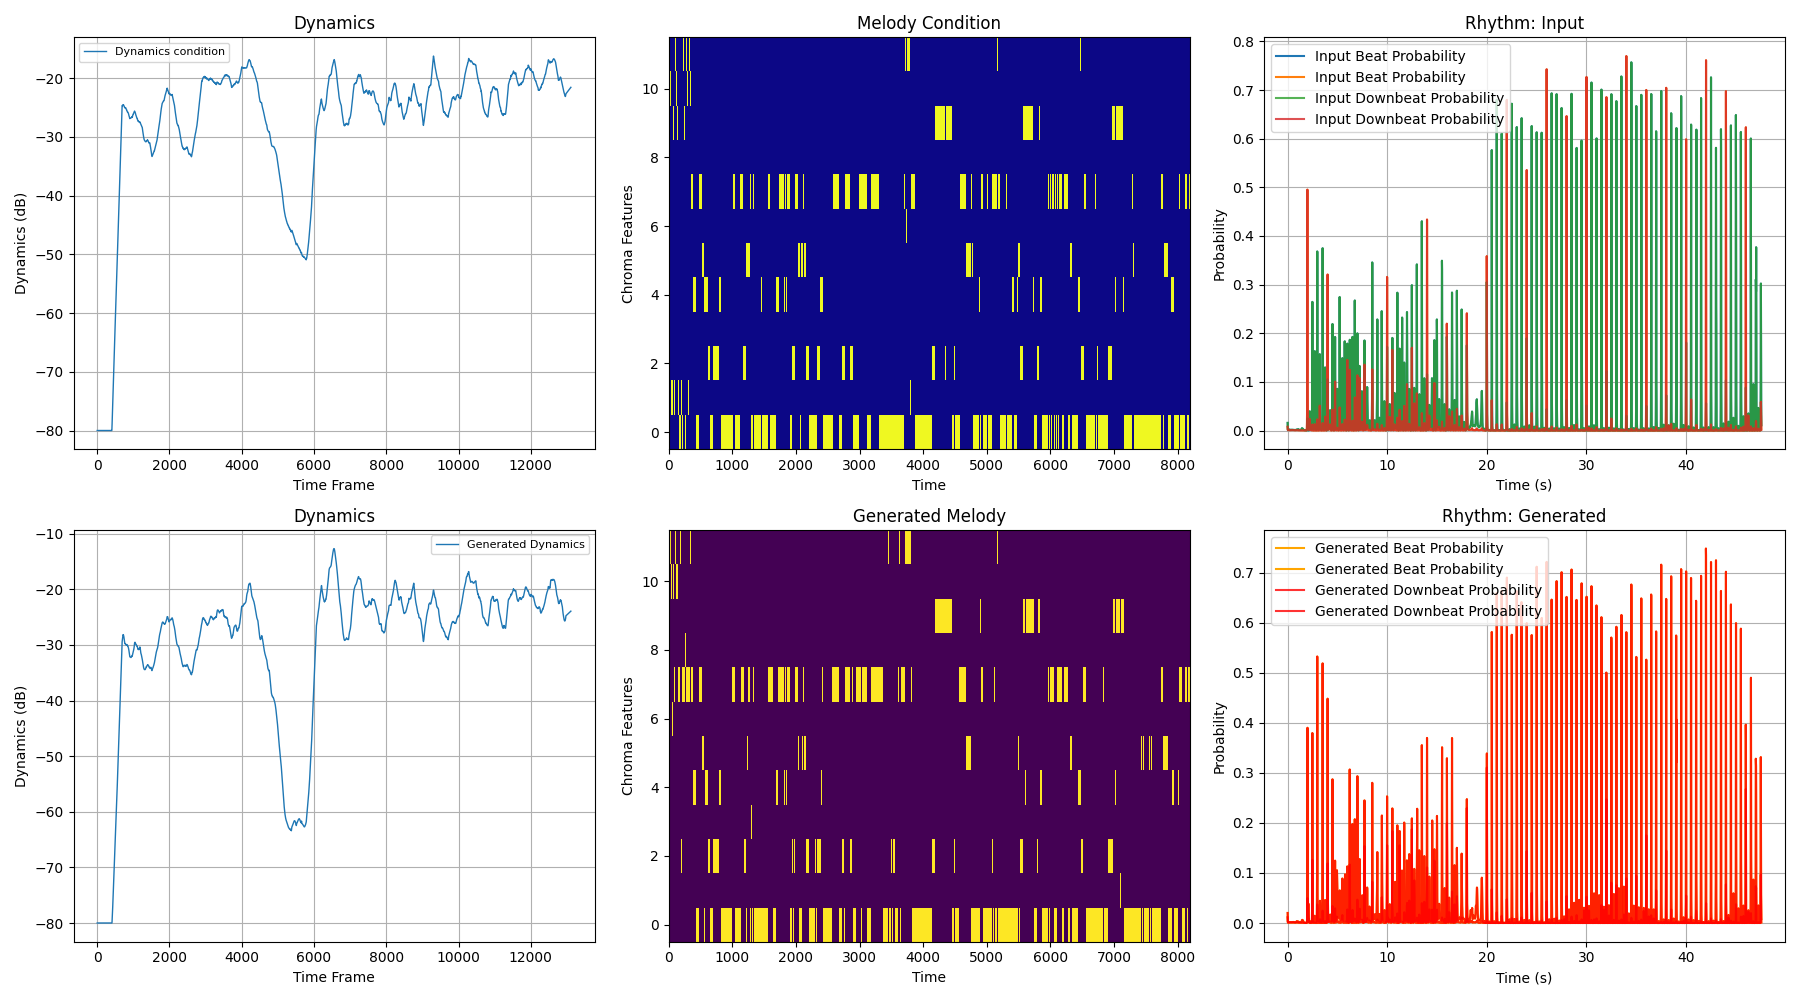 Dynamics
Dynamics condition
−20
−30
−40
−50
−60
−70
−80
Dynamics (dB)
0 2000 4000 6000 8000 10000 12000
Time Frame
Melody Condition
10
8
6
4
2
0
Chroma Features
0 1000 2000 3000 4000 5000 6000 7000 8000
Time
Rhythm: Input
Input Beat Probability
Input Beat Probability
Input Downbeat Probability
Input Downbeat Probability
0.8
0.7
0.6
0.5
0.4
0.3
0.2
0.1
0.0
Probability
0 10 20 30 40
Time (s)
Dynamics
Generated Dynamics
−10
−20
−30
−40
−50
−60
−70
−80
Dynamics (dB)
0 2000 4000 6000 8000 10000 12000
Time Frame
Generated Melody
10
8
6
4
2
0
Chroma Features
0 1000 2000 3000 4000 5000 6000 7000 8000
Time
Rhythm: Generated
Generated Beat Probability
Generated Beat Probability
Generated Downbeat Probability
Generated Downbeat Probability
0.7
0.6
0.5
0.4
0.3
0.2
0.1
0.0
Probability
0 10 20 30 40
Time (s)